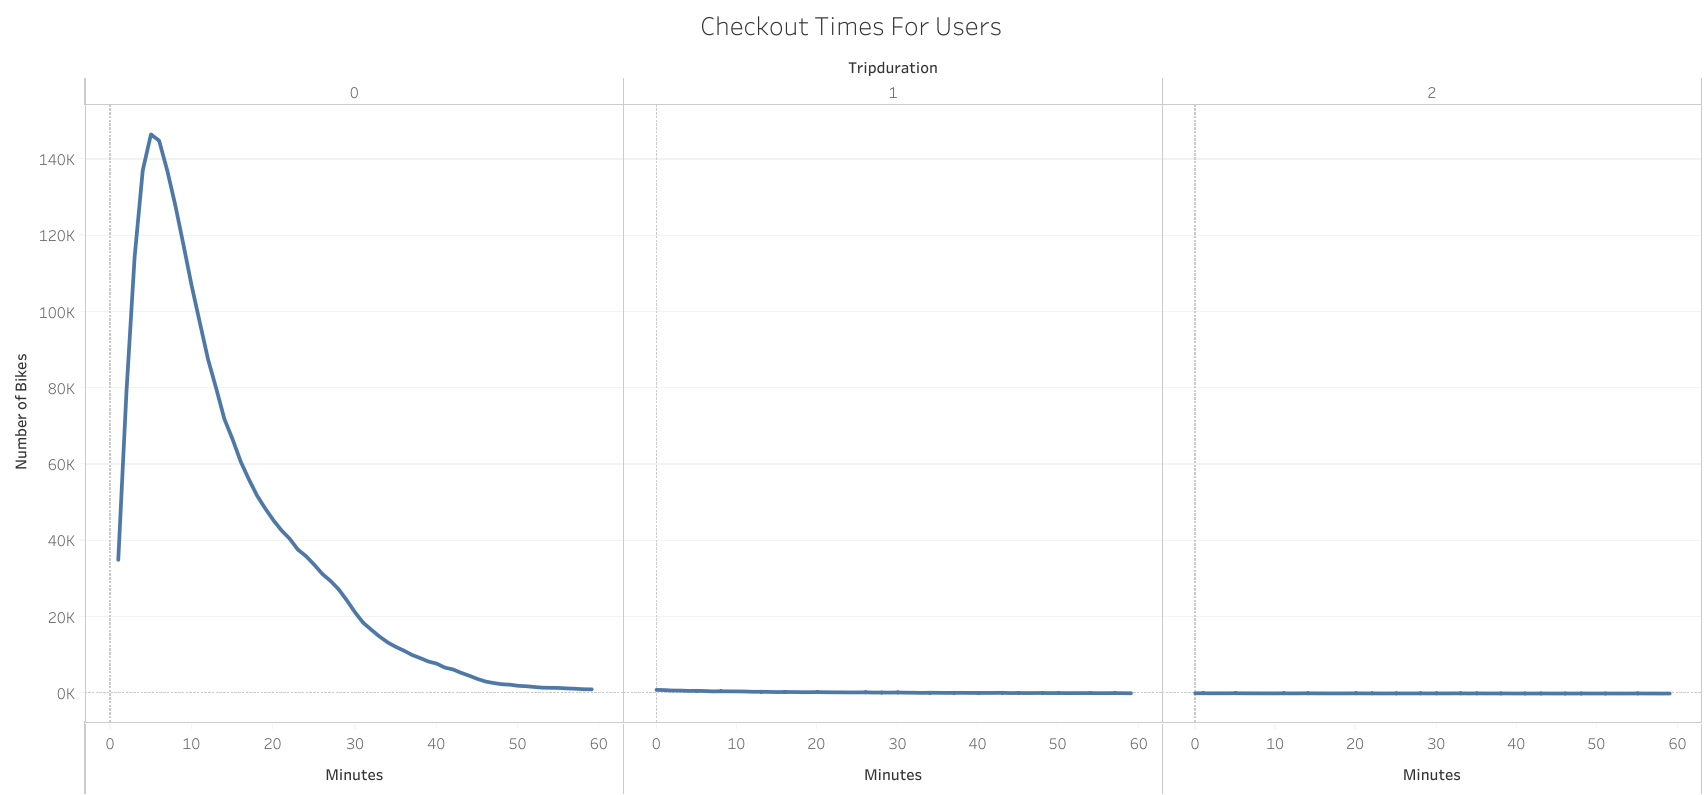 Checkout Times For Users
Tripduration
0 1 2
Number of Bikes
140K
120K
100K
80K
60K
40K
20K
0K
0 10 20 30 40 50 60 0 10 20 30 40 50 60 0 10 20 30 40 50 60
Minutes Minutes Minutes